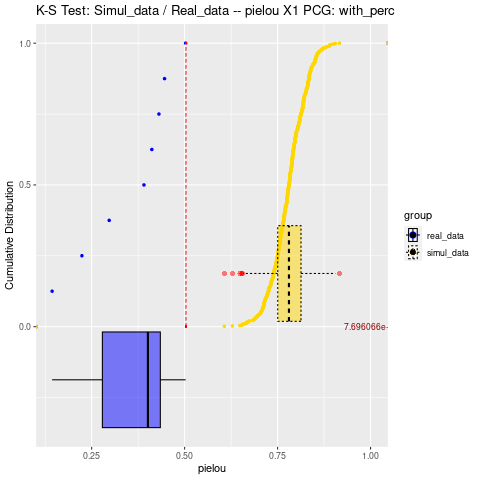 K-S Test: Simul_data / Real_data -- pielou X1 PCG: with_perc
1.0
0.5
0.0
Cumulative Distribution
7.696066e-
0.25
0.50
0.75
1.00
pielou
group
real_data
simul_data